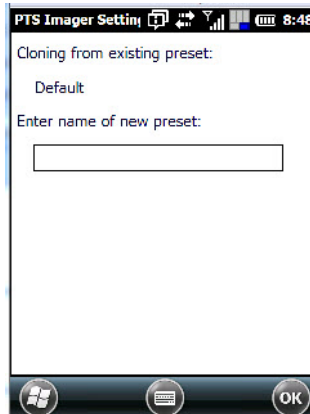 PTS Imager Settin 8:48
Cloning from existing preset:
Default
Enter name of new preset:
OK